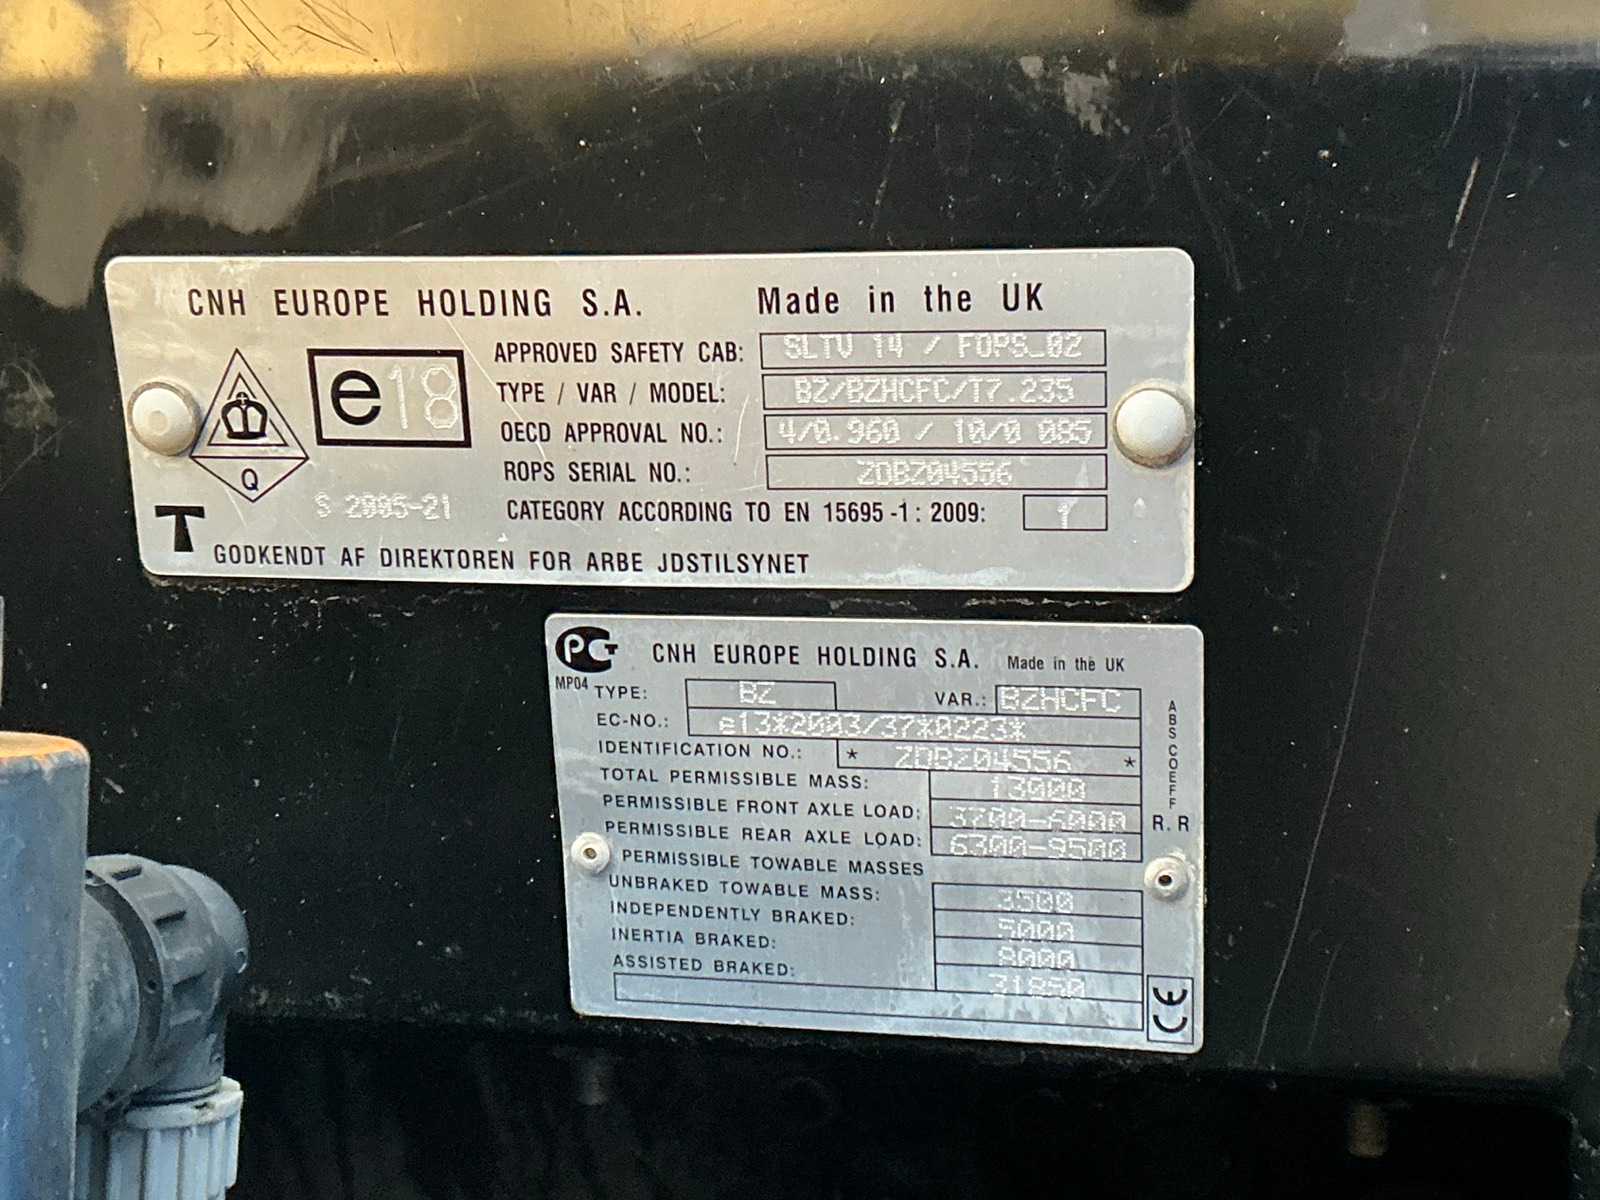 CNH EUROPE HOLDING S.A. Made in the UK
APPROVED SAFETY CAB: SLTV 14 / FOPS_02
e18
TYPE / VAR / MODEL: BZ/BZHCFC/T7.235
OECD APPROVAL NO.: 4/0.960 / 10/0 085
Q
ROPS SERIAL NO.: ZDBZ04556
S 2005-21
CATEGORY ACCORDING TO EN 15695-1: 2009: 1
T
GODKENDT AF DIREKTOREN FOR ARBE JDSTILSYNET
PCT
CNH EUROPE HOLDING S.A. Made in the UK
MP04
TYPE: BZ VAR.: BZHCFC
EC-NO.: e13*2003/37*0223*
IDENTIFICATION NO.: * ZDBZ04556 *
TOTAL PERMISSIBLE MASS: 13000
PERMISSIBLE FRONT AXLE LOAD: 3200-6000
PERMISSIBLE REAR AXLE LOAD: 6300-9500
PERMISSIBLE TOWABLE MASSES
UNBRAKED TOWABLE MASS: 3500
INDEPENDENTLY BRAKED: 5000
INERTIA BRAKED: 8000
ASSISTED BRAKED: 31850
ABS COEFF
R.R
CE